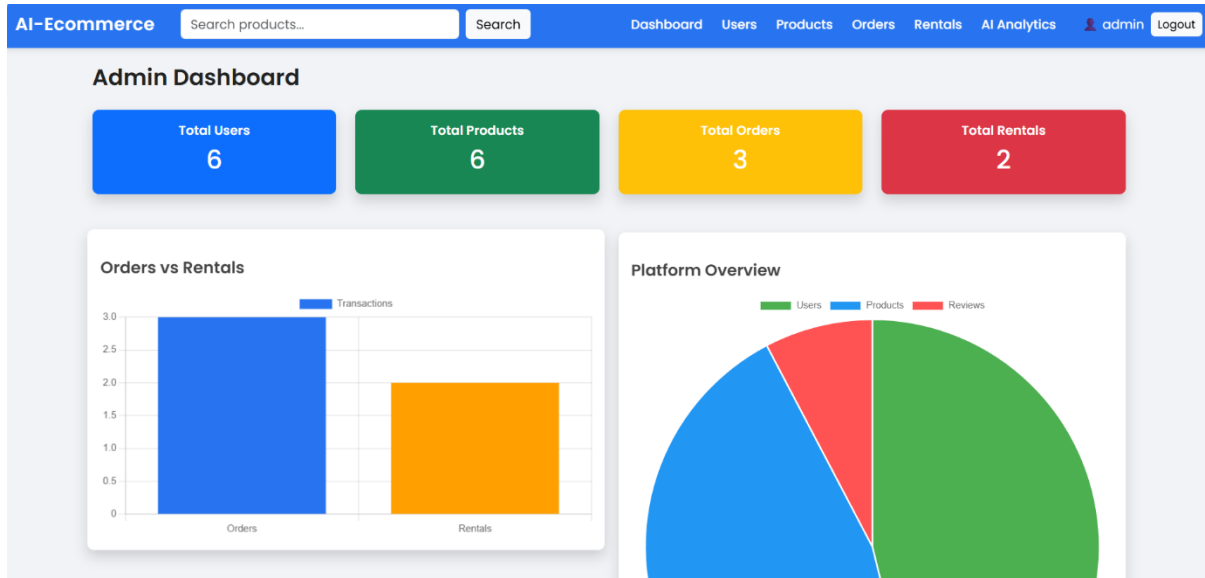 AI-Ecommerce Search products... Search Dashboard Users Products Orders Rentals AI Analytics admin Logout
Admin Dashboard
Total Users Total Products Total Orders Total Rentals
6 6 3 2
Orders vs Rentals
Transactions
3.0
2.5
2.0
1.5
1.0
0.5
0
Orders Rentals
Platform Overview
Users Products Reviews